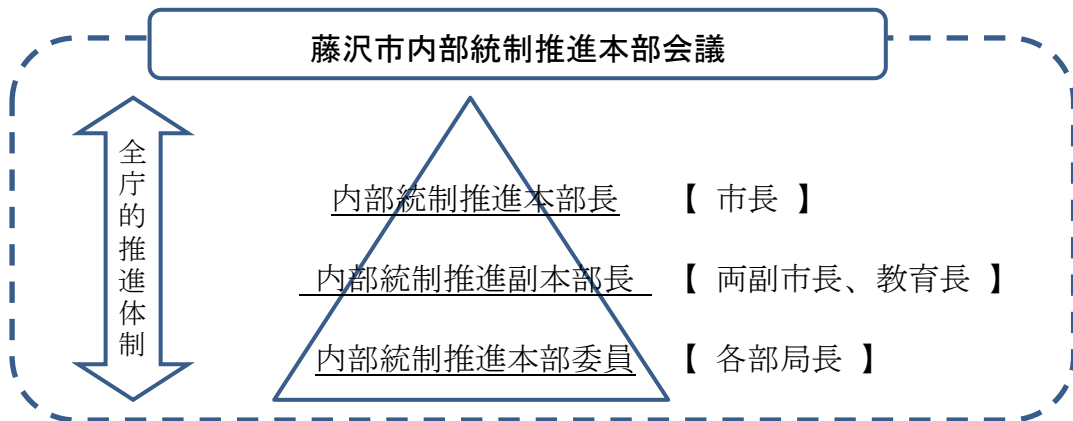 藤沢市内部統制推進本部会議
全庁的推進体制
内部統制推進本部長 【 市長 】
内部統制推進副本部長 【 両副市長、教育長 】
内部統制推進本部委員 【 各部局長 】